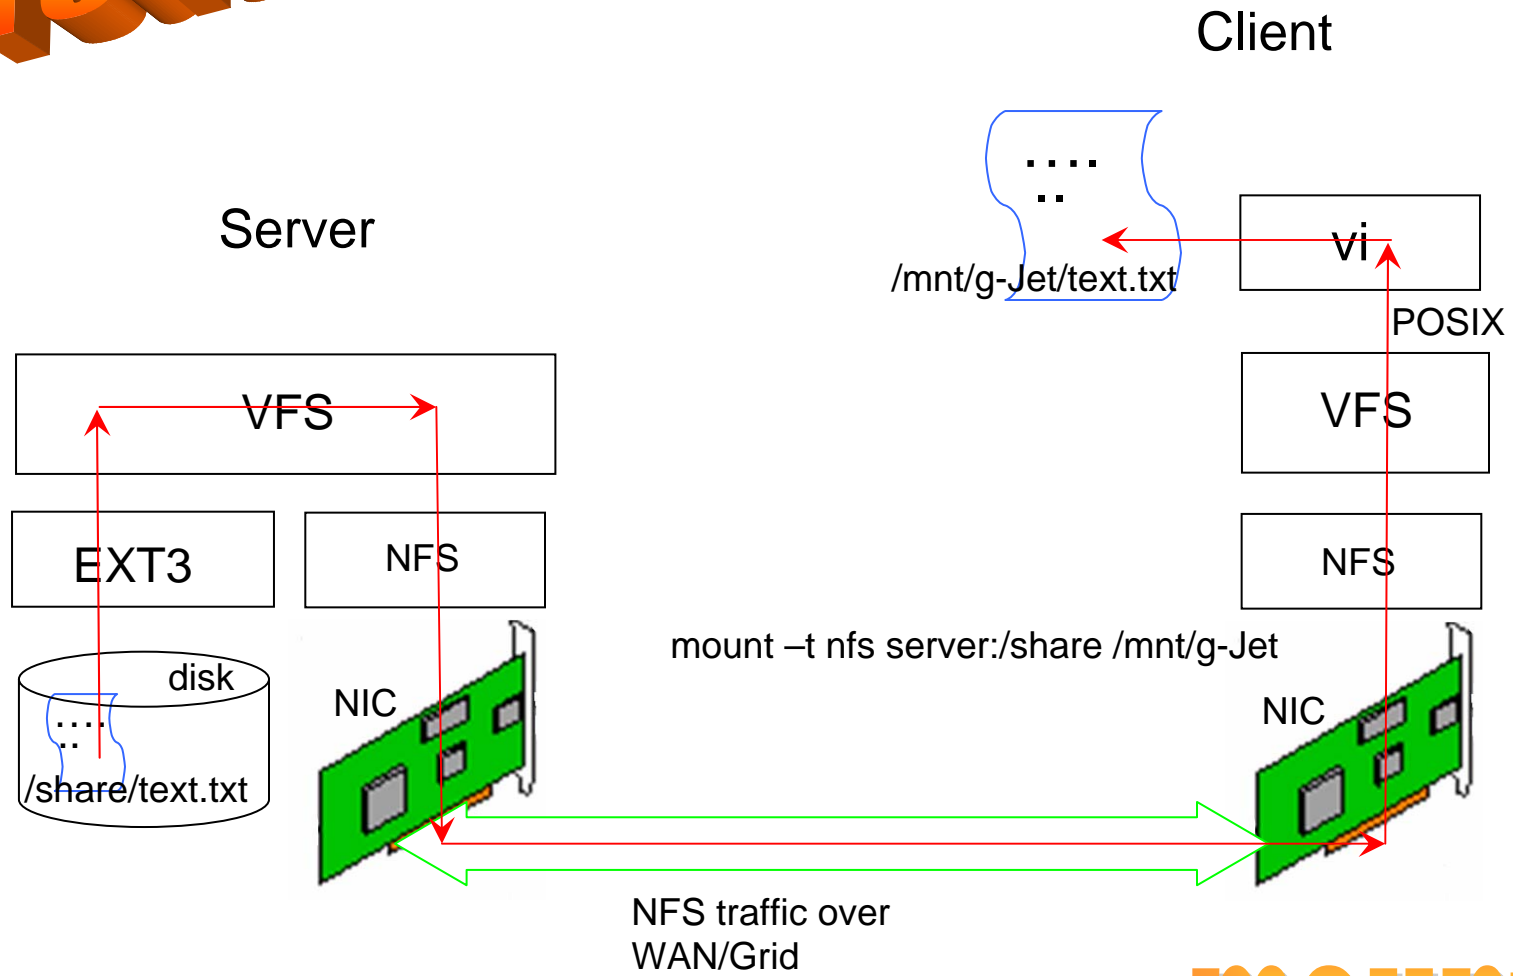 Client
....
..
Server
vi
/mnt/g-Jet/text.txt
POSIX
VFS
VFS
EXT3
NFS
NFS
mount –t nfs server:/share /mnt/g-Jet
disk
NIC
NIC
....
..
/share/text.txt
NFS traffic over
WAN/Grid